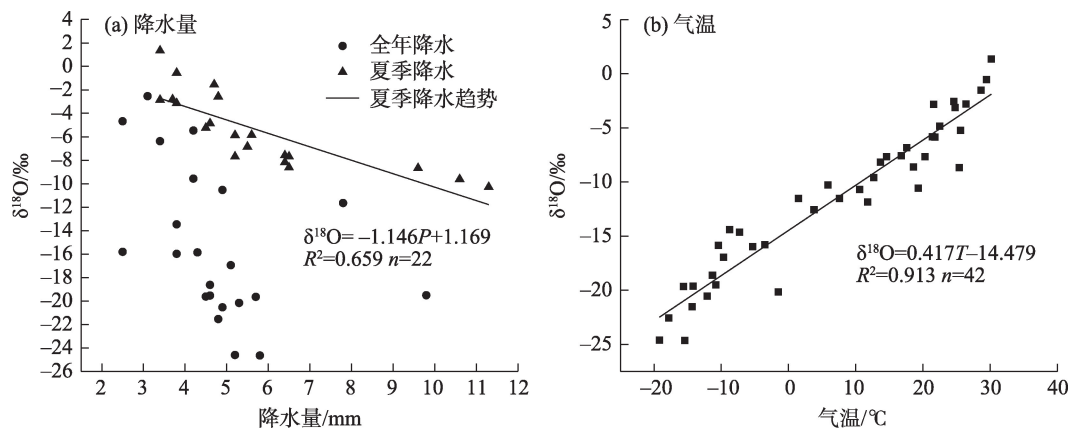 (a) 降水量
全年降水
夏季降水
夏季降水趋势
δ¹⁸O= –1.146P+1.169
R²=0.659 n=22
4
2
0
–2
–4
–6
–8
–10
–12
–14
–16
–18
–20
–22
–24
–26
δ¹⁸O/‰
2 3 4 5 6 7 8 9 10 11 12
降水量/mm
(b) 气温
δ¹⁸O=0.417T–14.479
R²=0.913 n=42
5
0
–5
–10
–15
–20
–25
δ¹⁸O/‰
–20 –10 0 10 20 30 40
气温/℃